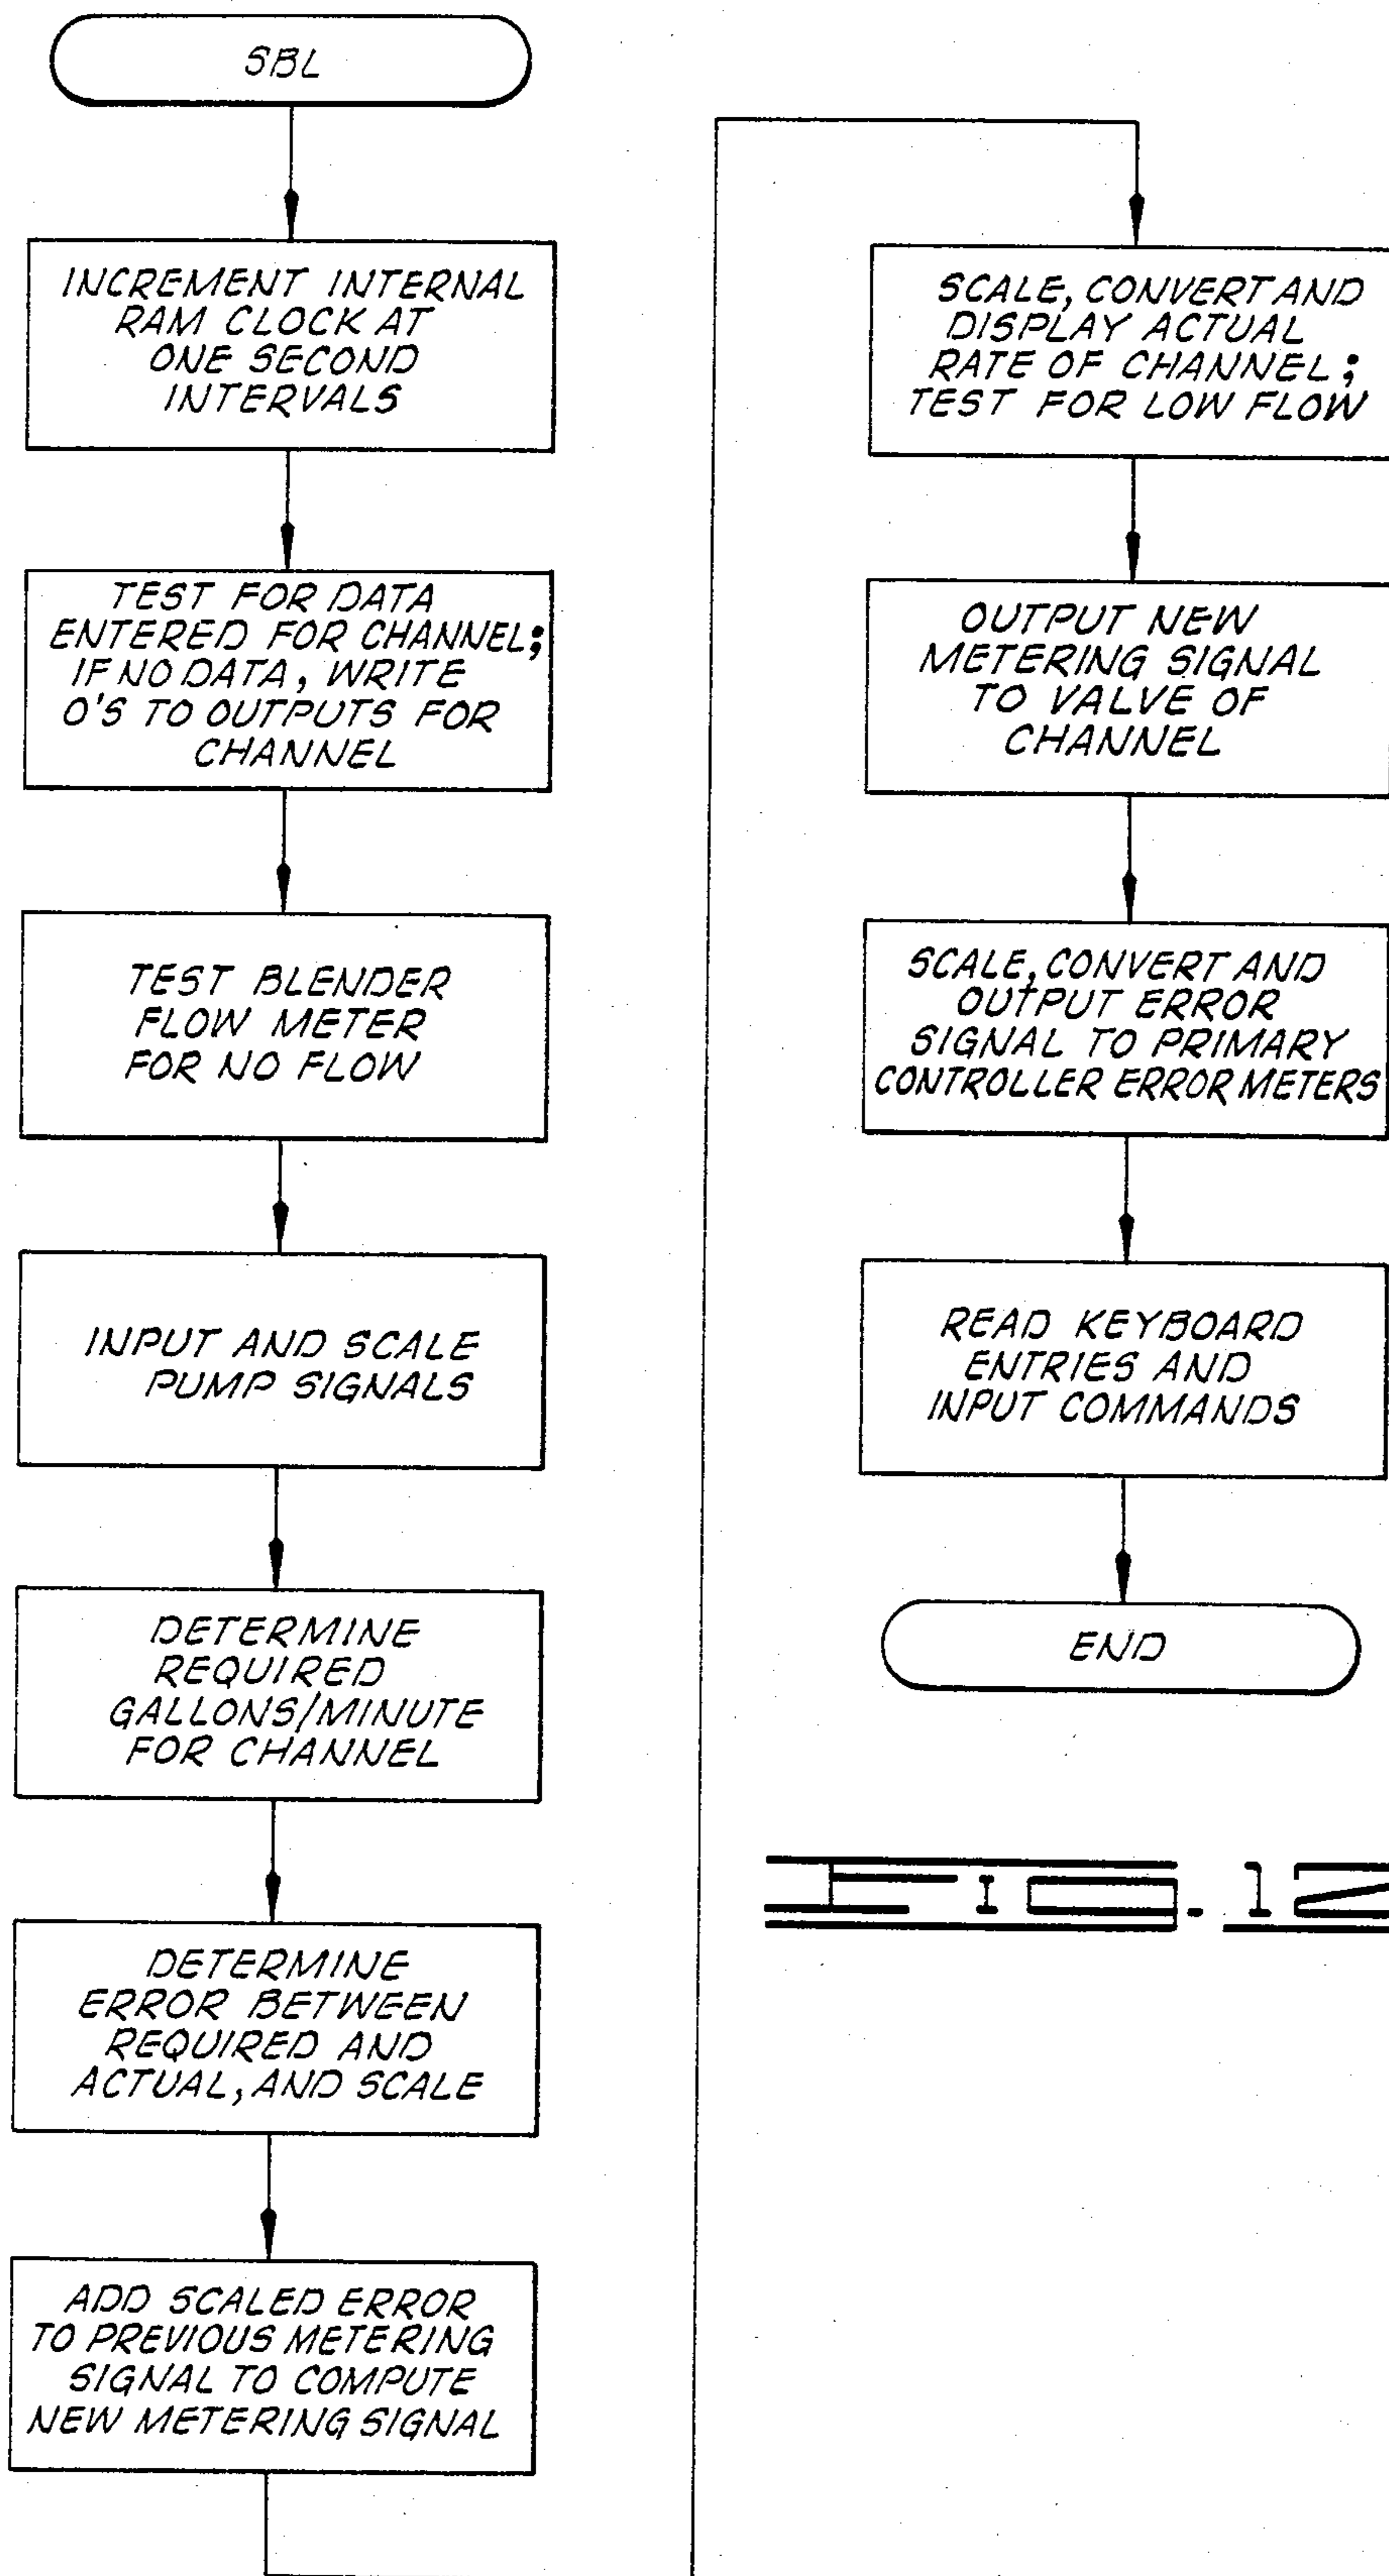 SBL
INCREMENT INTERNAL
RAM CLOCK AT
ONE SECOND
INTERVALS
TEST FOR DATA
ENTERED FOR CHANNEL;
IF NO DATA, WRITE
O'S TO OUTPUTS FOR
CHANNEL
TEST BLENDER
FLOW METER
FOR NO FLOW
INPUT AND SCALE
PUMP SIGNALS
DETERMINE
REQUIRED
GALLONS/MINUTE
FOR CHANNEL
DETERMINE
ERROR BETWEEN
REQUIRED AND
ACTUAL, AND SCALE
ADD SCALED ERROR
TO PREVIOUS METERING
SIGNAL TO COMPUTE
NEW METERING SIGNAL
SCALE, CONVERT AND
DISPLAY ACTUAL
RATE OF CHANNEL;
TEST FOR LOW FLOW
OUTPUT NEW
METERING SIGNAL
TO VALVE OF
CHANNEL
SCALE, CONVERT AND
OUTPUT ERROR
SIGNAL TO PRIMARY
CONTROLLER ERROR METERS
READ KEYBOARD
ENTRIES AND
INPUT COMMANDS
END
FIG. 12